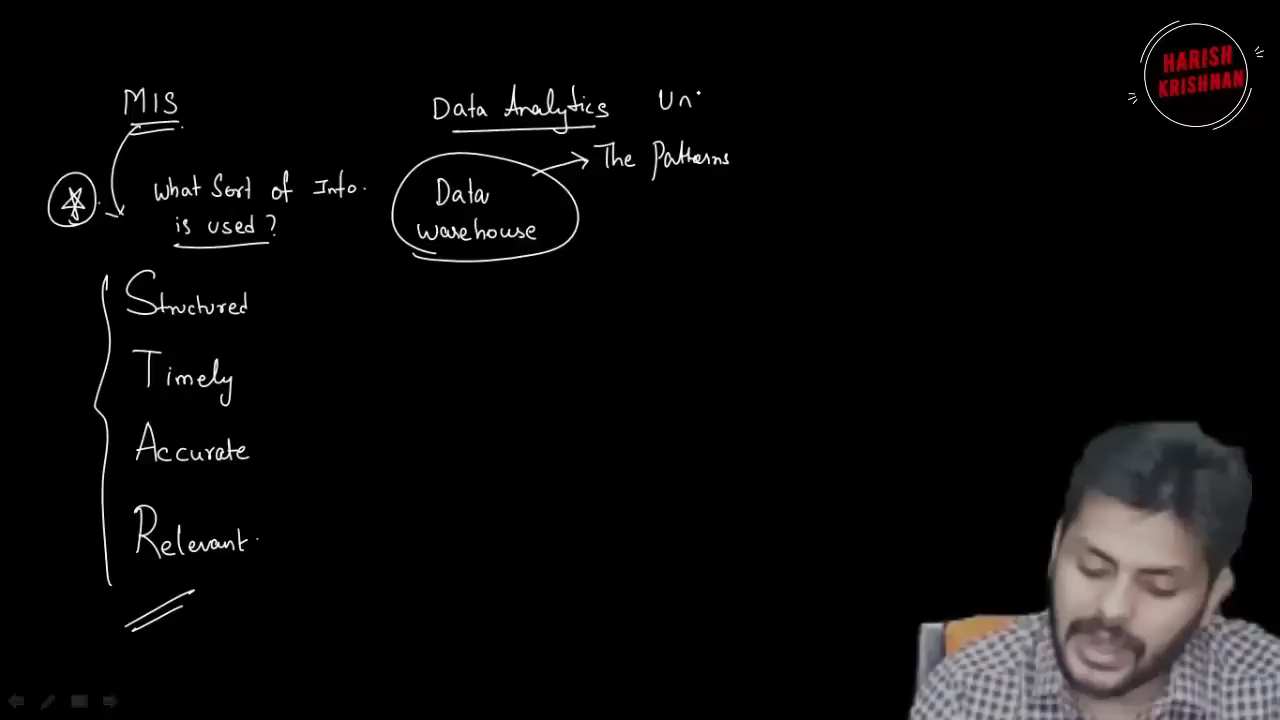 HARISH
KRISHNAN
MIS
What Sort of Info.
is used?
Structured
Timely
Accurate
Relevant
Data Analytics Un
Data
warehouse
The Patterns